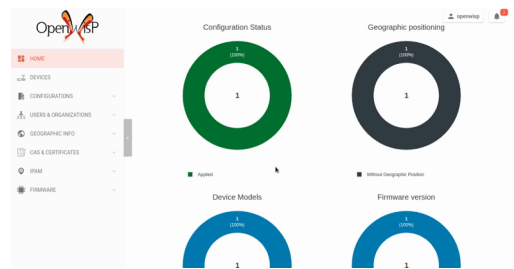 OpenWISP
openwisp
1
HOME
DEVICES
CONFIGURATIONS
USERS & ORGANIZATIONS
GEOGRAPHIC INFO
CAS & CERTIFICATES
IPAM
FIRMWARE
Configuration Status
1
(100%)
1
Applied
Geographic positioning
1
(100%)
1
Without Geographic Position
Device Models
1
(100%)
1
Firmware version
1
(100%)
1